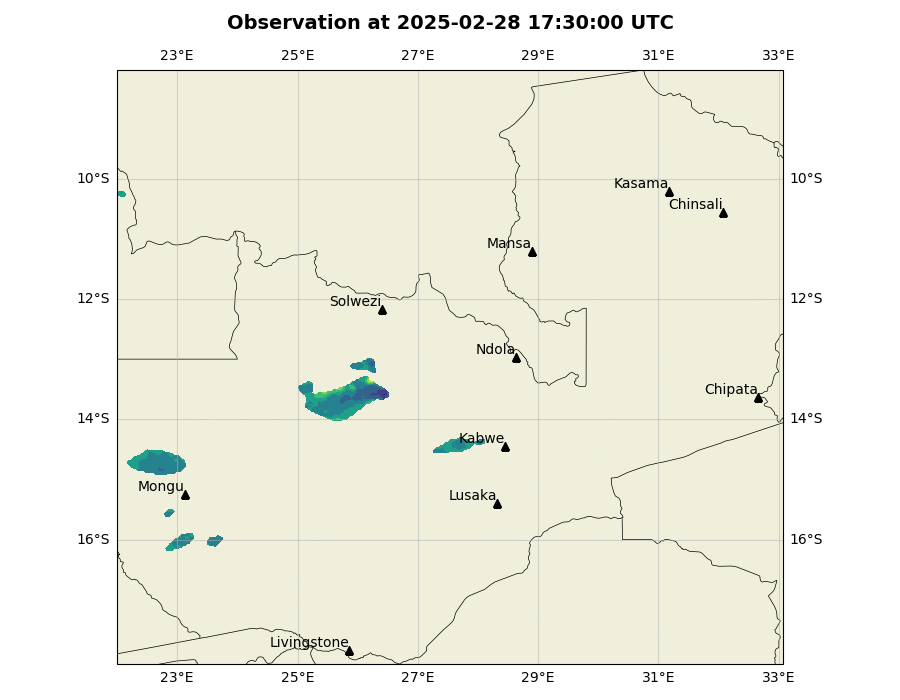 Observation at 2025-02-28 17:30:00 UTC
23°E 25°E 27°E 29°E 31°E 33°E
10°S 10°S
Kasama
Chinsali
Mansa
12°S 12°S
Solwezi
Ndola
Chipata
14°S 14°S
Kabwe
Mongu
Lusaka
16°S 16°S
Livingstone
23°E 25°E 27°E 29°E 31°E 33°E